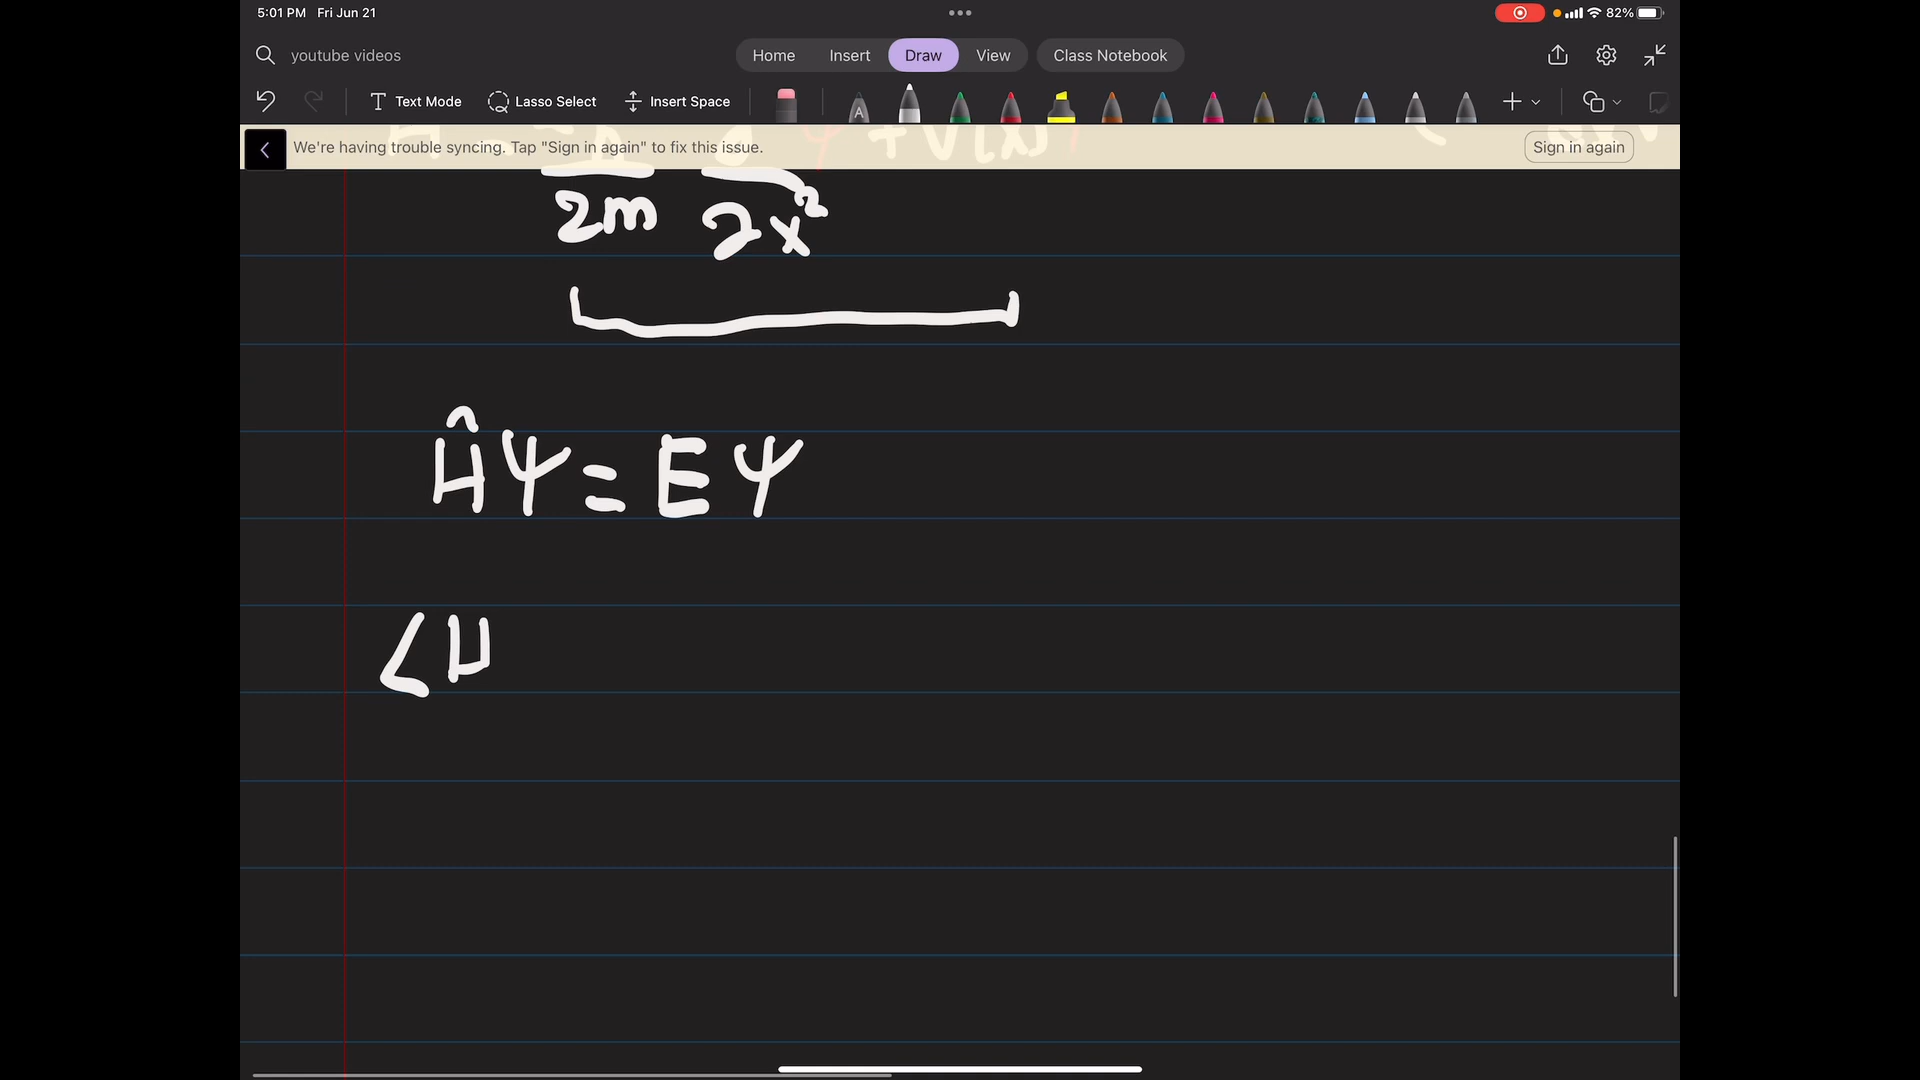 5:01 PM Fri Jun 21
82%
youtube videos
Home Insert Draw View Class Notebook
Text Mode Lasso Select Insert Space
We're having trouble syncing. Tap "Sign in again" to fix this issue.
Sign in again
Ψ + V(x)
2m ∂x²
ĤΨ = EΨ